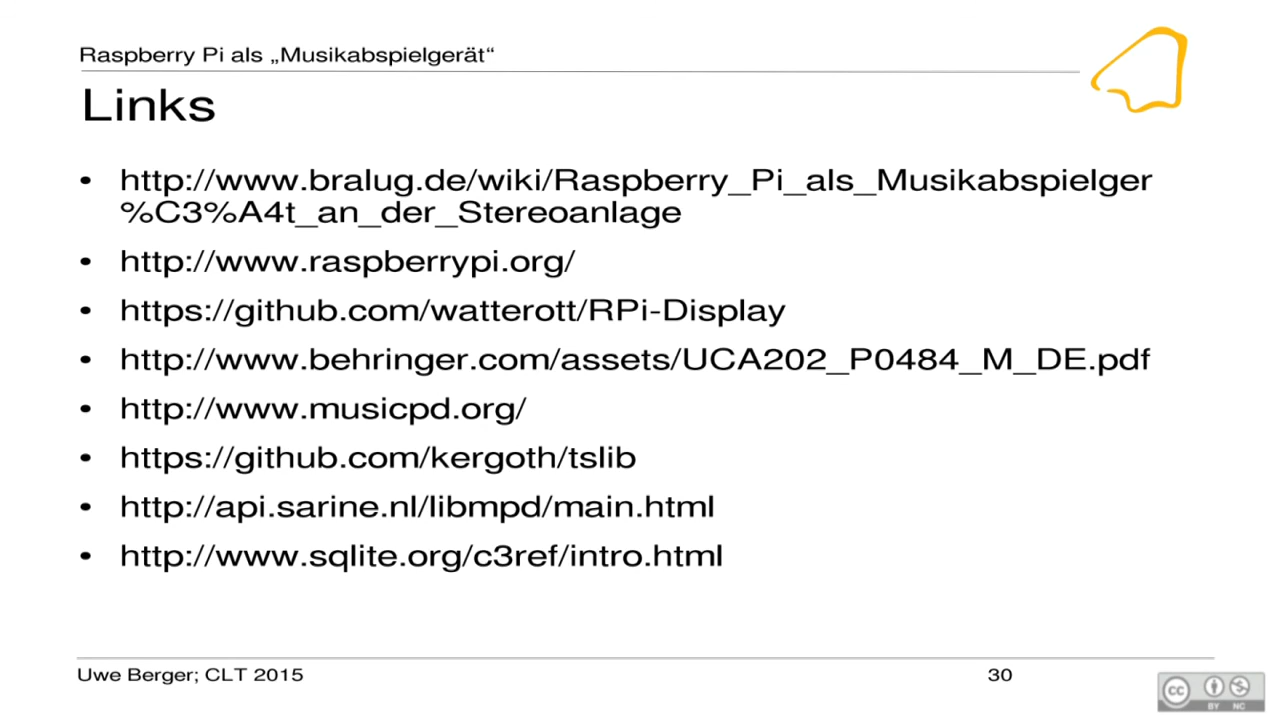 Raspberry Pi als „Musikabspielgerät“
Links
• http://www.bralug.de/wiki/Raspberry_Pi_als_Musikabspielger
%C3%A4t_an_der_Stereoanlage
• http://www.raspberrypi.org/
• https://github.com/watterott/RPi-Display
• http://www.behringer.com/assets/UCA202_P0484_M_DE.pdf
• http://www.musicpd.org/
• https://github.com/kergoth/tslib
• http://api.sarine.nl/libmpd/main.html
• http://www.sqlite.org/c3ref/intro.html
Uwe Berger; CLT 2015
30
cc
BY NC